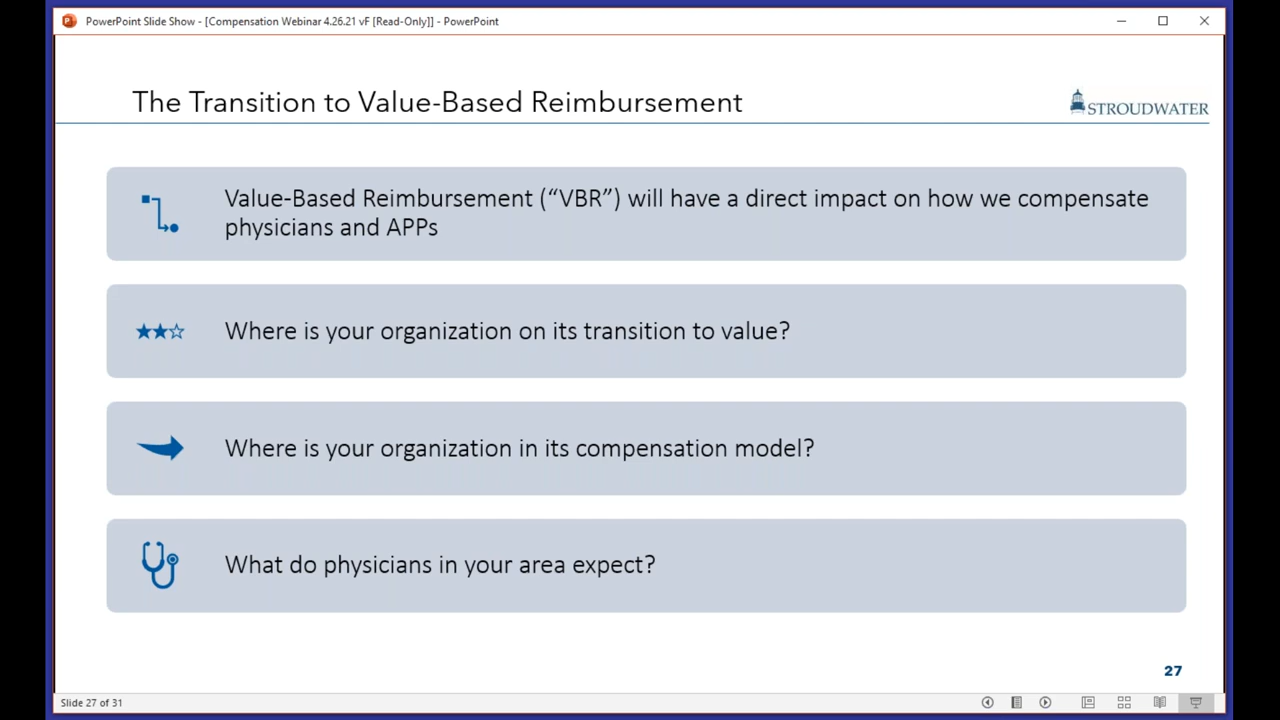 PowerPoint Slide Show - [Compensation Webinar 4.26.21 vF [Read-Only]] - PowerPoint
The Transition to Value-Based Reimbursement
STROUDWATER
Value-Based Reimbursement (“VBR”) will have a direct impact on how we compensate
physicians and APPs
Where is your organization on its transition to value?
Where is your organization in its compensation model?
What do physicians in your area expect?
27
Slide 27 of 31